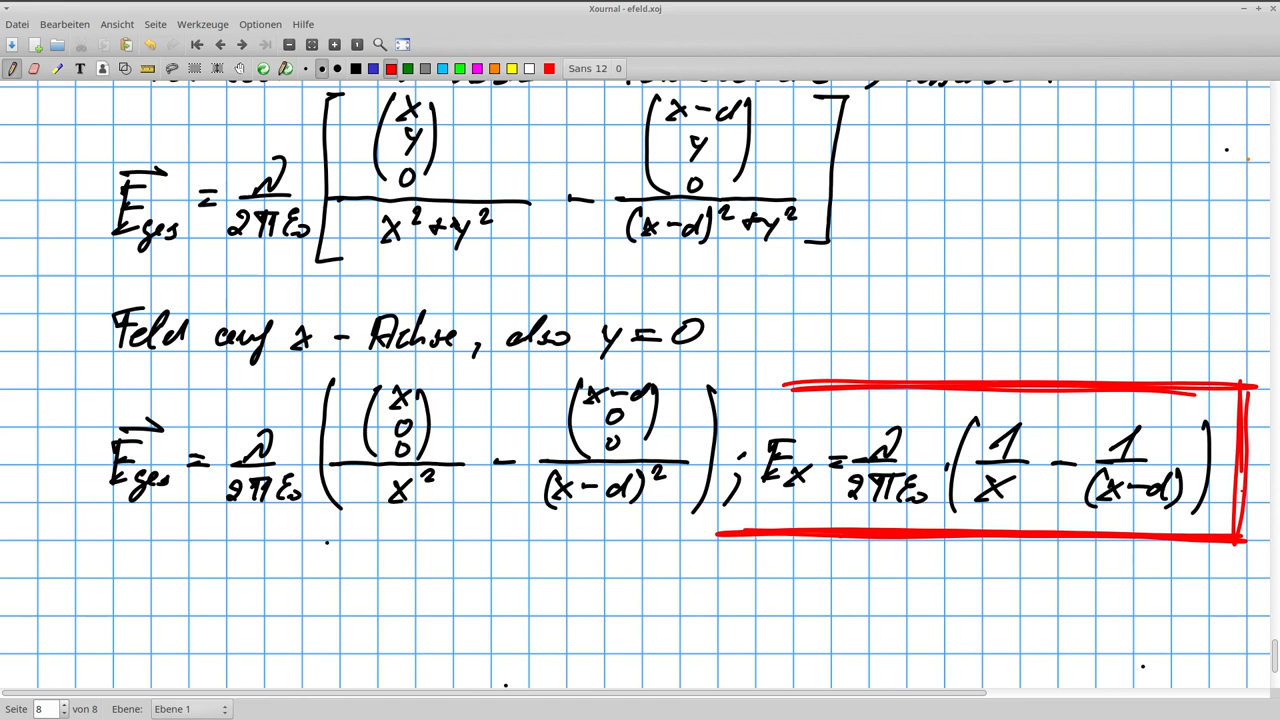 Xournal - efeld.xoj
Datei Bearbeiten Ansicht Seite Werkzeuge Optionen Hilfe
Sans 12 0
E⃗ges = λ/(2πε₀) [ (x y 0)/(x² + y²) − (x−d y 0)/((x−d)² + y²) ]
Feld auf x - Achse, also y = 0
E⃗ges = λ/(2πε₀) ( (x 0 0)/x² − (x−d 0 0)/(x−d)² ) ; Ex = λ/(2πε₀) · ( 1/x − 1/(x−d) )
Seite 8 von 8 Ebene: Ebene 1